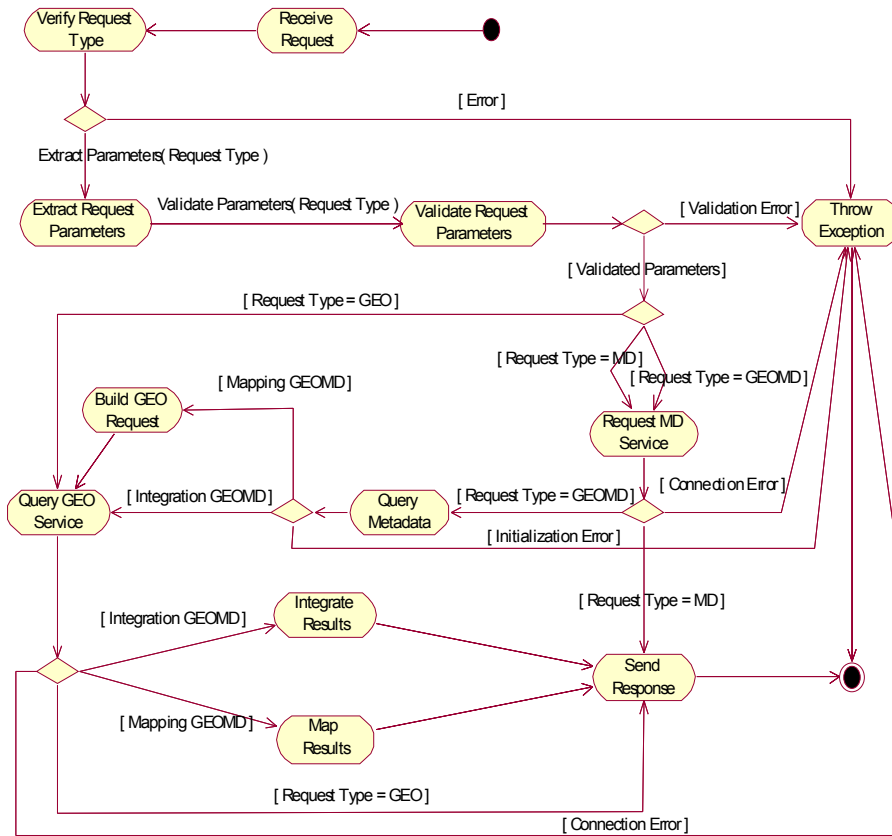 Verify Request
Type
Receive
Request
[ Error ]
Extract Parameters( Request Type )
Extract Request
Parameters
Validate Parameters( Request Type )
Validate Request
Parameters
[ Validation Error ]
Throw
Exception
[ Validated Parameters ]
[ Request Type = GEO ]
[ Request Type = MD ]
[ Request Type = GEOMD ]
[ Mapping GEOMD ]
Build GEO
Request
Request MD
Service
Query GEO
Service
[ Integration GEOMD ]
Query
Metadata
[ Request Type = GEOMD ]
[ Connection Error ]
[ Initialization Error ]
[ Integration GEOMD ]
Integrate
Results
[ Request Type = MD ]
Send
Response
[ Mapping GEOMD ]
Map
Results
[ Request Type = GEO ]
[ Connection Error ]